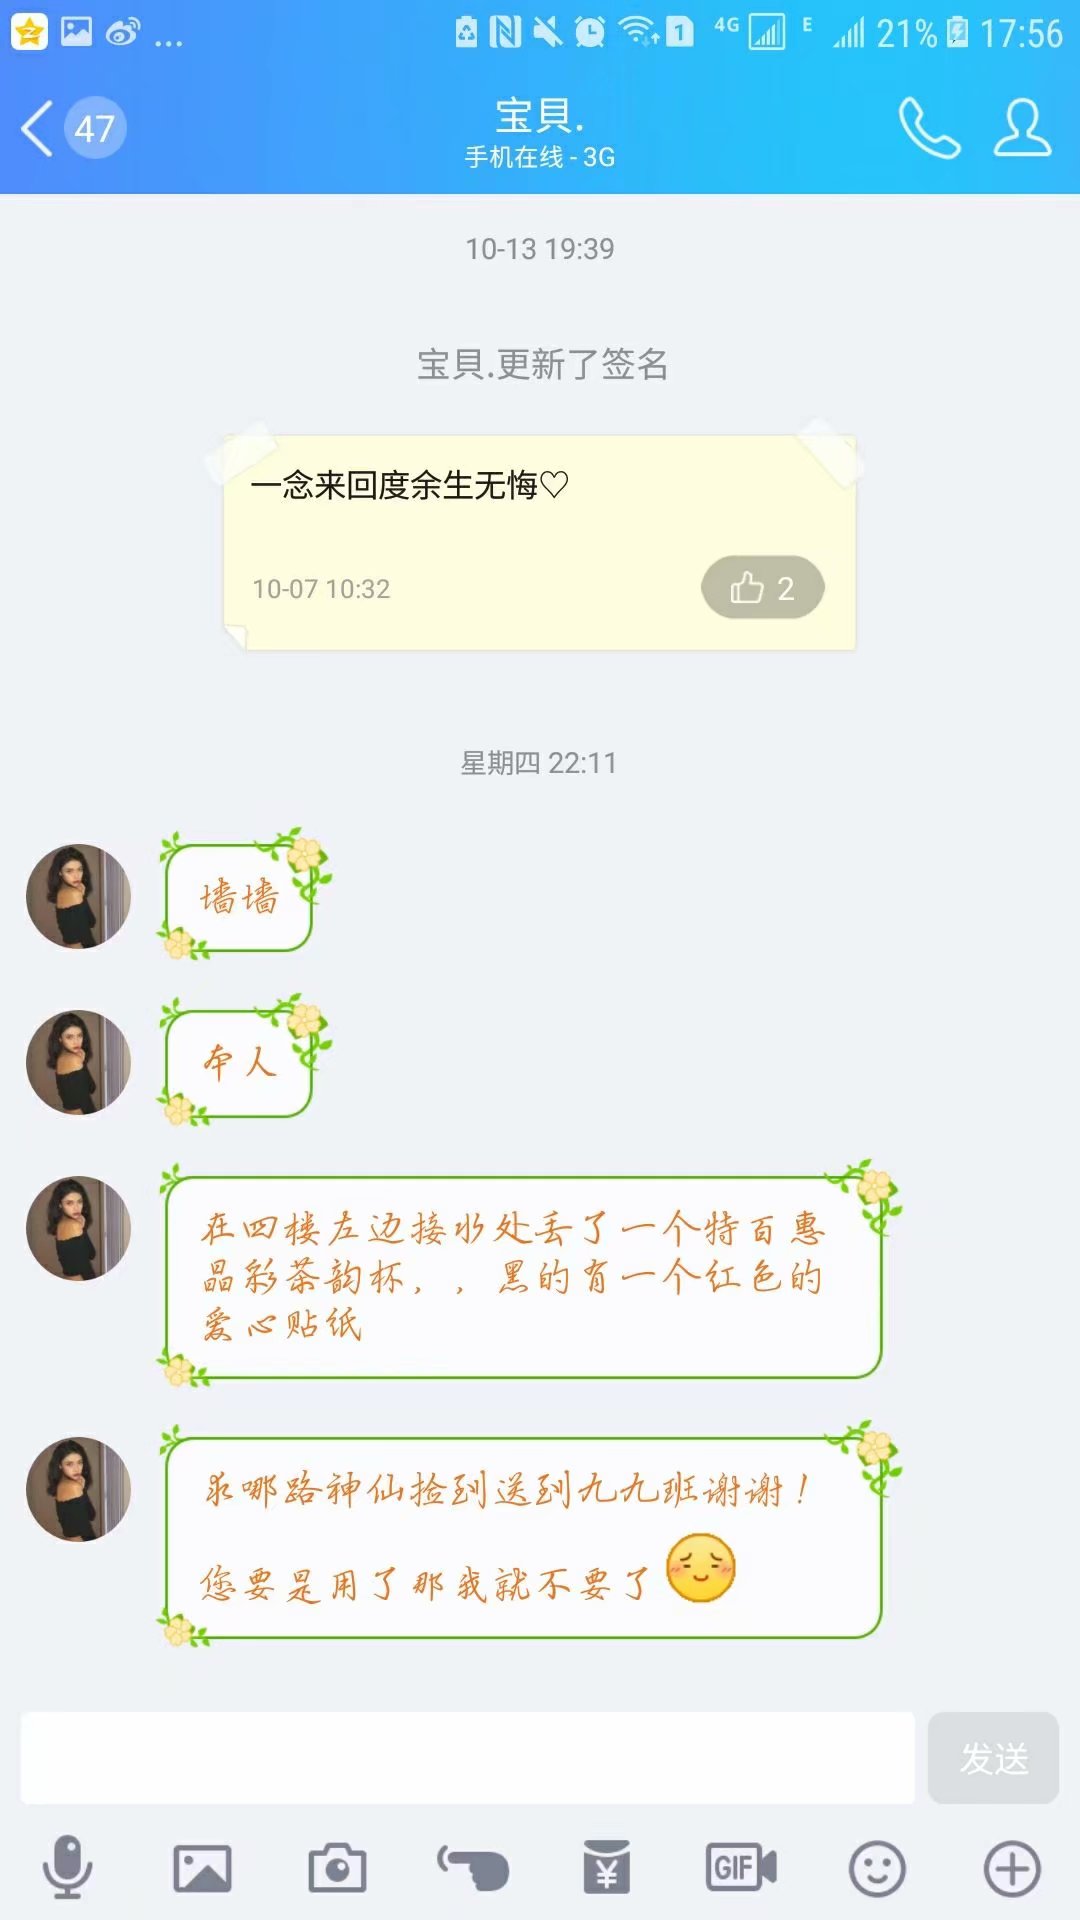 4G E 21% 17:56
47
宝貝.
手机在线 - 3G
10-13 19:39
宝貝.更新了签名
一念来回度余生无悔♡
10-07 10:32
2
星期四 22:11
墙墙
本人
在四楼左边接水处丢了一个特百惠
晶彩茶韵杯，，黑的有一个红色的
爱心贴纸
求哪路神仙捡到送到九九班谢谢！
您要是用了那我就不要了
发送
GIF